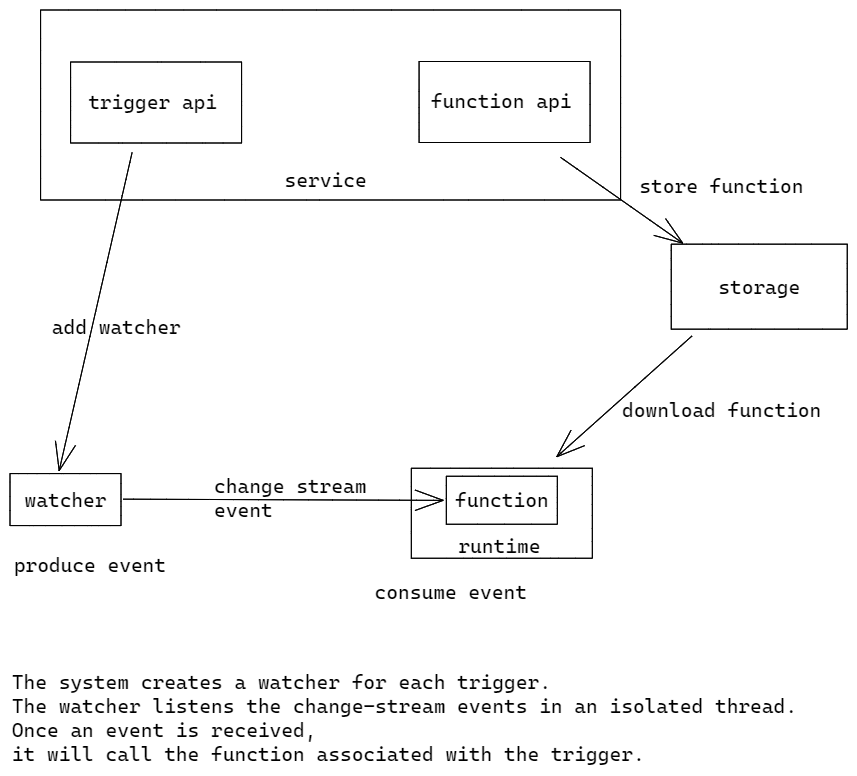 trigger api
function api
service
store function
storage
add watcher
download function
change stream
event
watcher
function
runtime
produce event
consume event
The system creates a watcher for each trigger.
The watcher listens the change-stream events in an isolated thread.
Once an event is received,
it will call the function associated with the trigger.